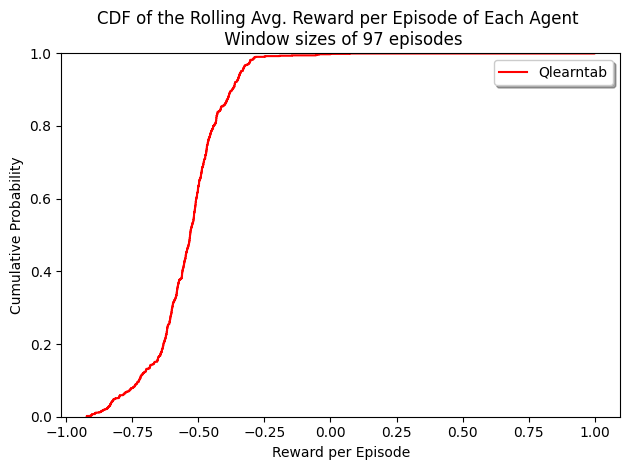 CDF of the Rolling Avg. Reward per Episode of Each Agent
Window sizes of 97 episodes
Qlearntab
Cumulative Probability
1.0
0.8
0.6
0.4
0.2
0.0
−1.00 −0.75 −0.50 −0.25 0.00 0.25 0.50 0.75 1.00
Reward per Episode